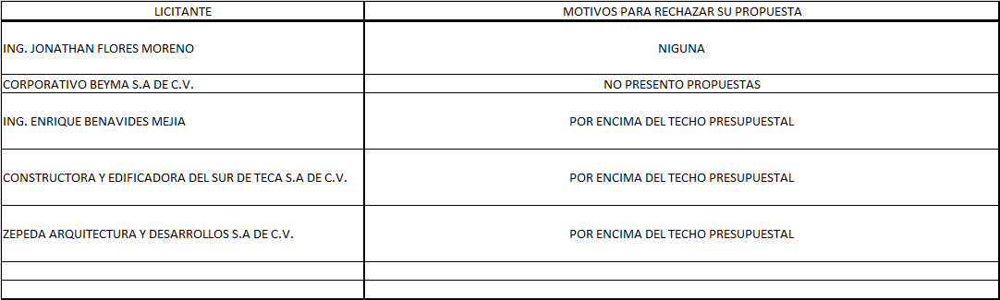 LICITANTE MOTIVOS PARA RECHAZAR SU PROPUESTA
ING. JONATHAN FLORES MORENO NIGUNA
CORPORATIVO BEYMA S.A DE C.V. NO PRESENTO PROPUESTAS
ING. ENRIQUE BENAVIDES MEJIA POR ENCIMA DEL TECHO PRESUPUESTAL
CONSTRUCTORA Y EDIFICADORA DEL SUR DE TECA S.A DE C.V. POR ENCIMA DEL TECHO PRESUPUESTAL
ZEPEDA ARQUITECTURA Y DESARROLLOS S.A DE C.V. POR ENCIMA DEL TECHO PRESUPUESTAL